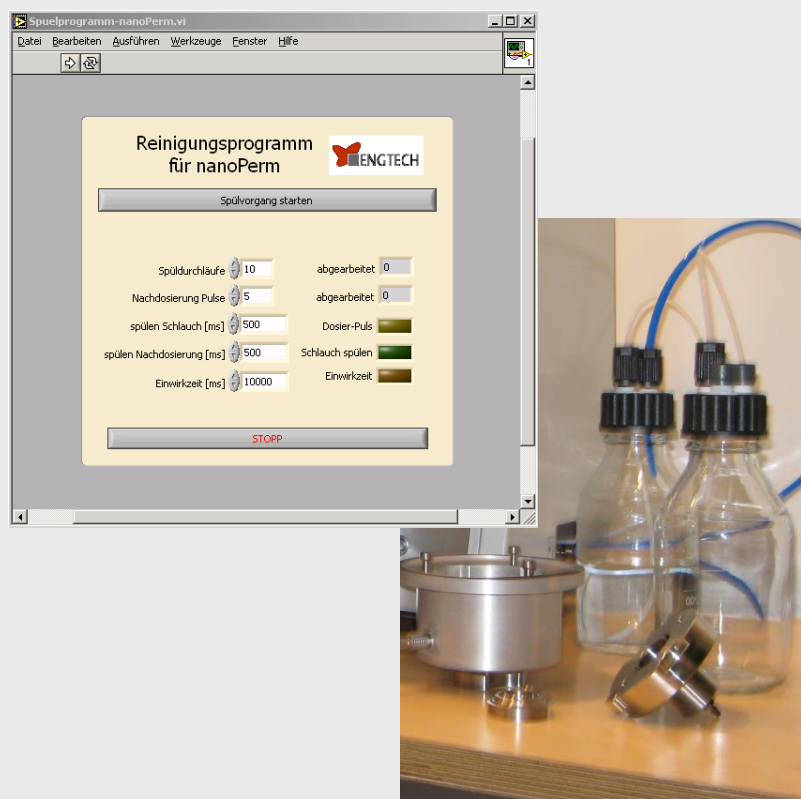 Spuelprogramm-nanoPerm.vi
Datei Bearbeiten Ausführen Werkzeuge Fenster Hilfe
1
Reinigungsprogramm
für nanoPerm
MENGTECH
Spülvorgang starten
Spüldurchläufe 10 abgearbeitet 0
Nachdosierung Pulse 5 abgearbeitet 0
spülen Schlauch [ms] 500 Dosier-Puls
spülen Nachdosierung [ms] 500 Schlauch spülen
Einwirkzeit [ms] 10000 Einwirkzeit
STOPP